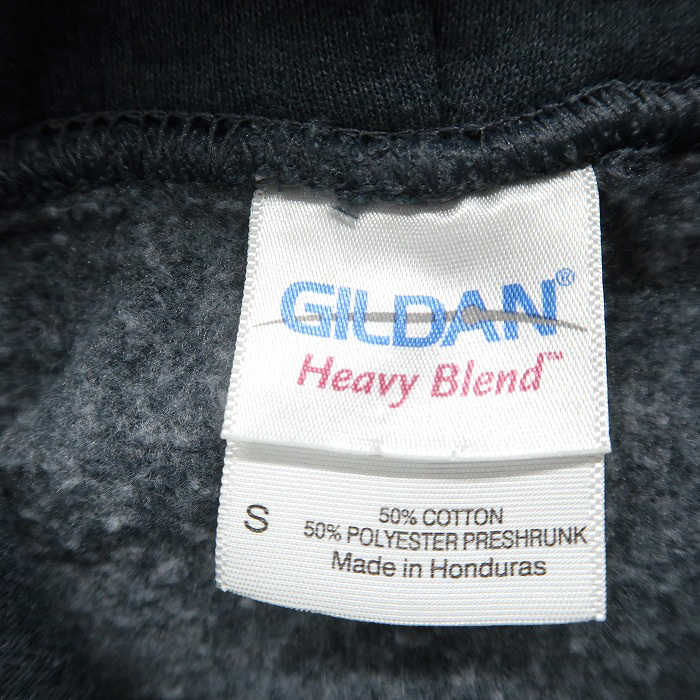 GILDAN®
Heavy Blend™
S
50% COTTON
50% POLYESTER PRESHRUNK
Made in Honduras